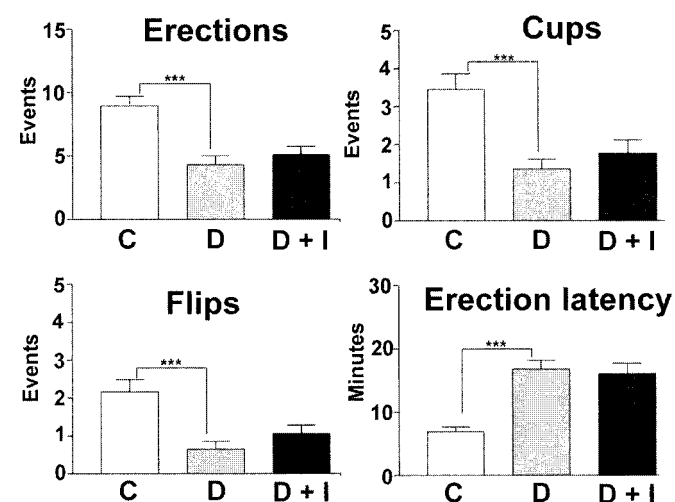 Erections
Events
15
10
5
0
***
C D D + I
Cups
Events
5
4
3
2
1
0
***
C D D + I
Flips
Events
5
4
3
2
1
0
***
C D D + I
Erection latency
Minutes
30
20
10
0
***
C D D + I